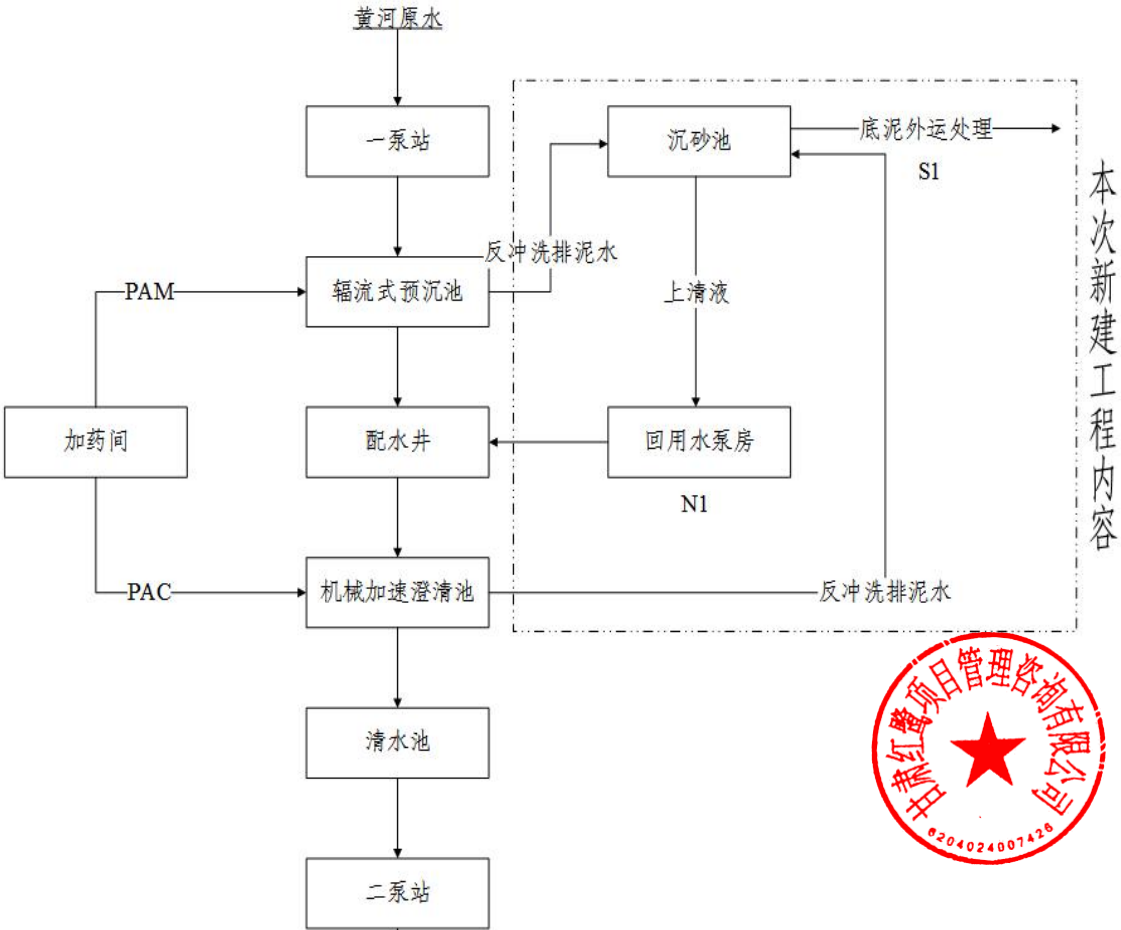 黄河原水
一泵站
沉砂池
底泥外运处理
S1
反冲洗排泥水
PAM
辐流式预沉池
上清液
加药间
配水井
回用水泵房
N1
PAC
机械加速澄清池
反冲洗排泥水
本次新建工程内容
清水池
二泵站
甘肃红鹭项目管理咨询有限公司
6204024007426